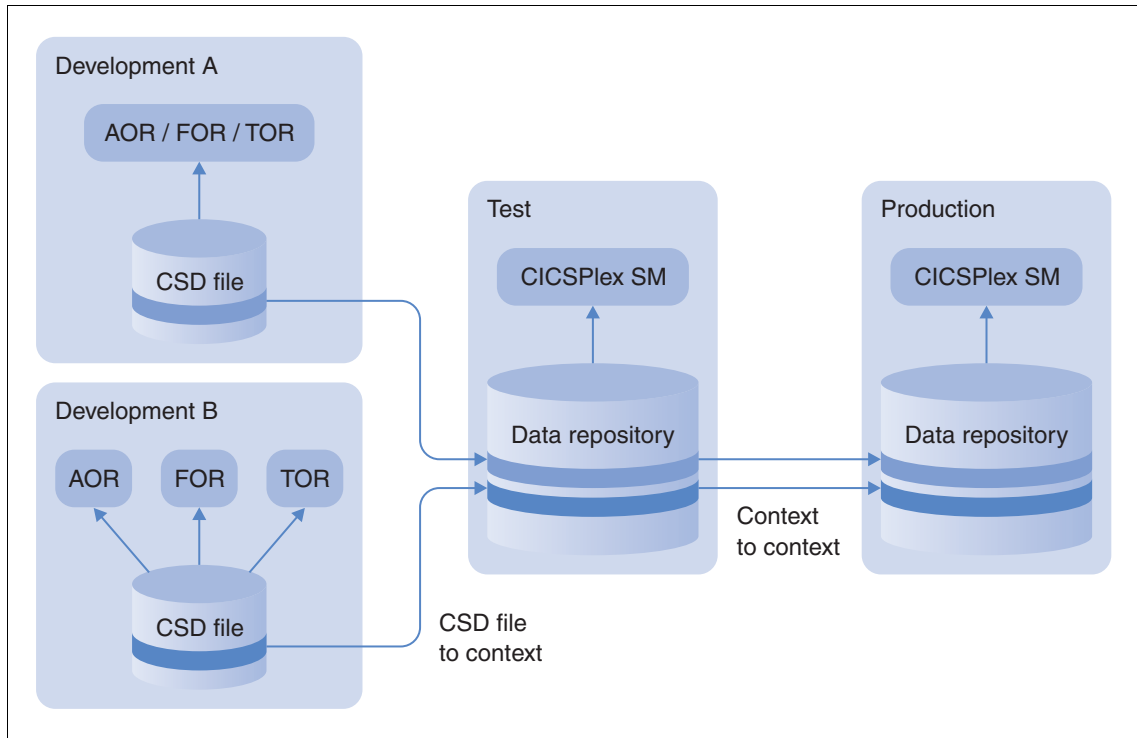 Development A
AOR / FOR / TOR
CSD file
Development B
AOR
FOR
TOR
CSD file
CSD file
to context
Test
CICSPlex SM
Data repository
Context
to context
Production
CICSPlex SM
Data repository